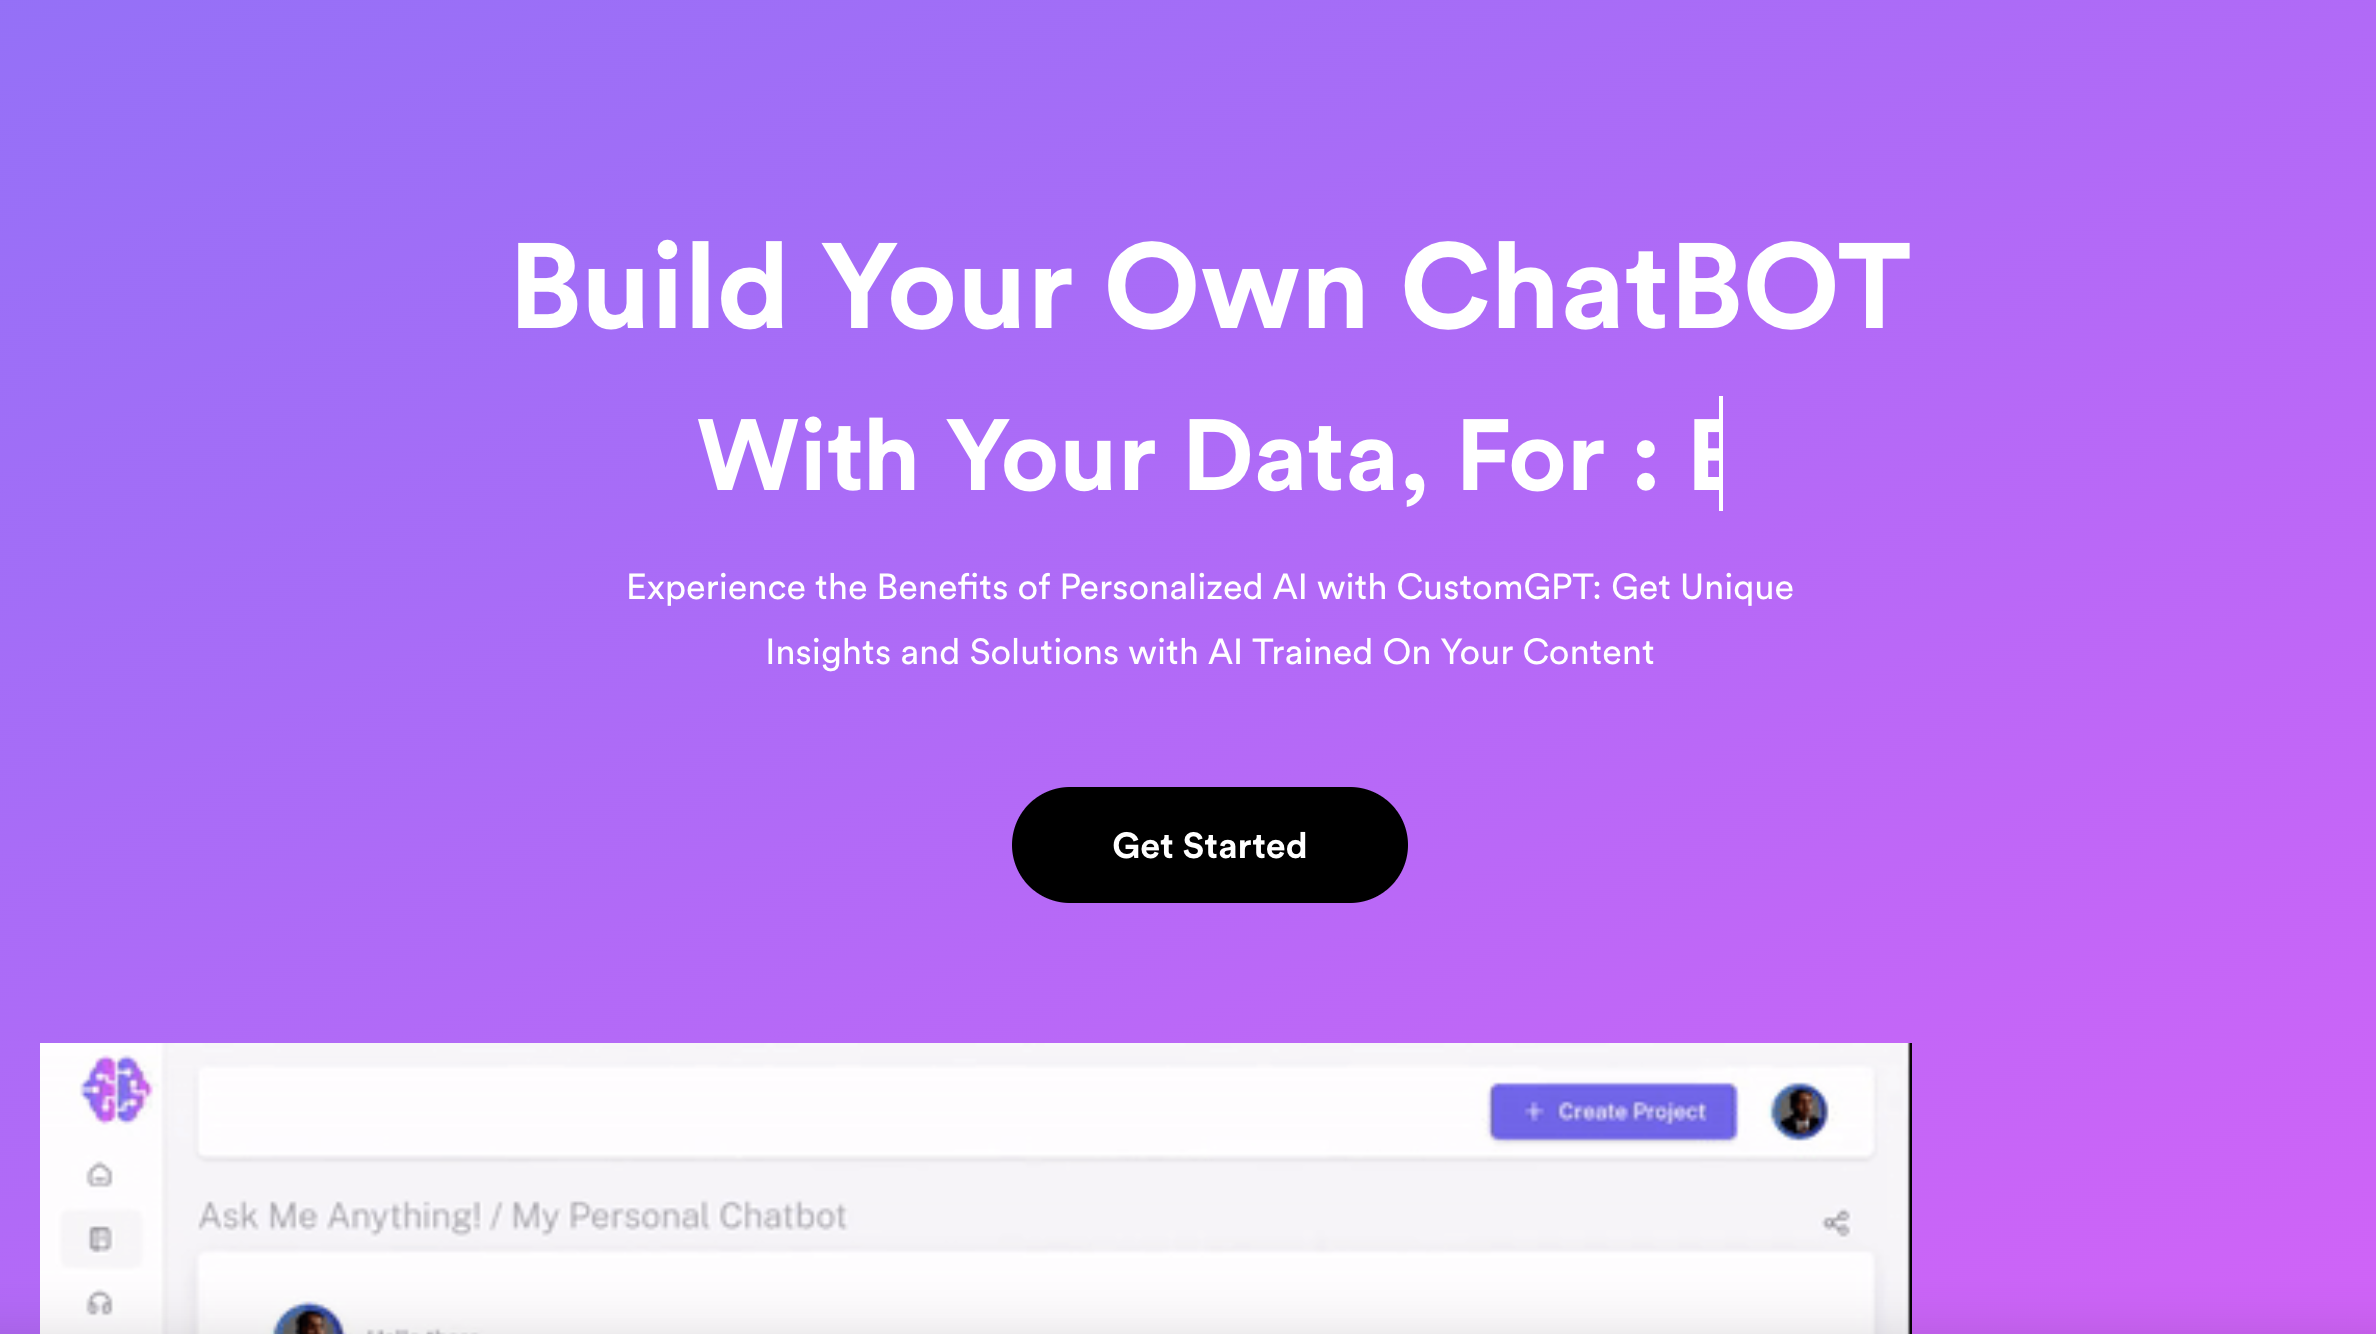 Build Your Own ChatBOT
With Your Data, For :
Experience the Benefits of Personalized AI with CustomGPT: Get Unique
Insights and Solutions with AI Trained On Your Content
Get Started
+ Create Project
Ask Me Anything! / My Personal Chatbot